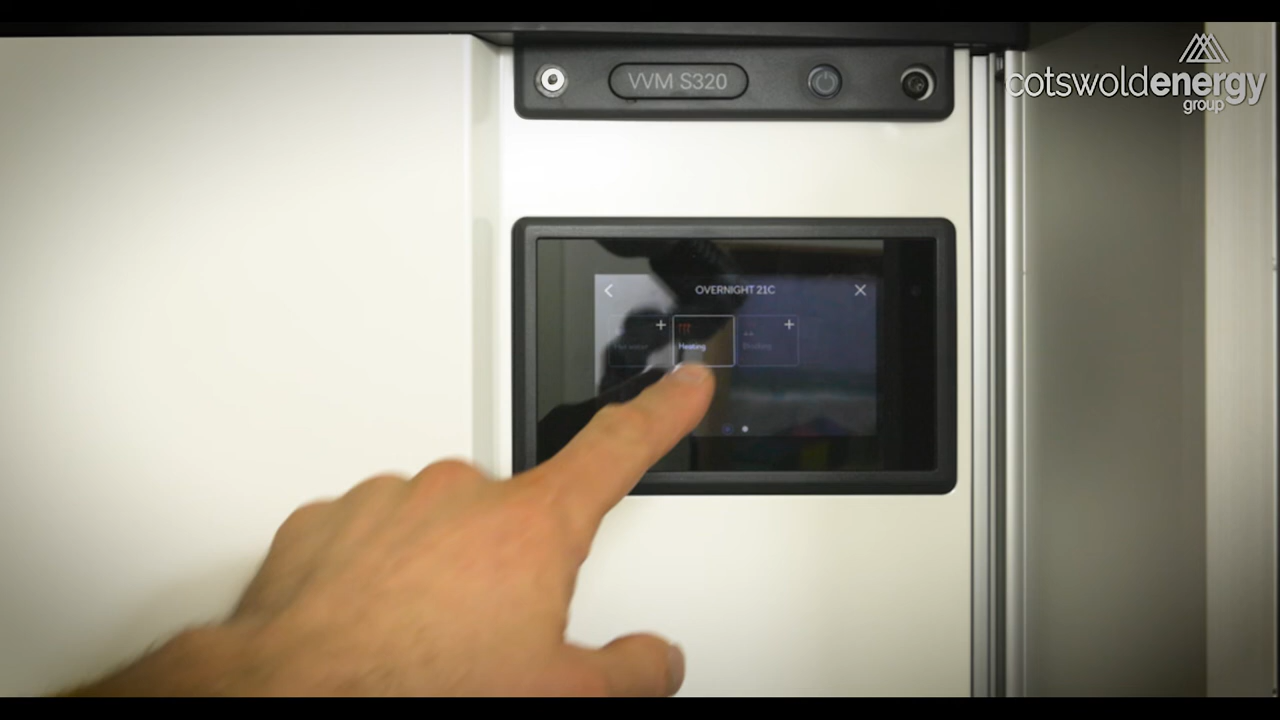 VVM S320
cotswoldenergy
group
OVERNIGHT 21C
Heating